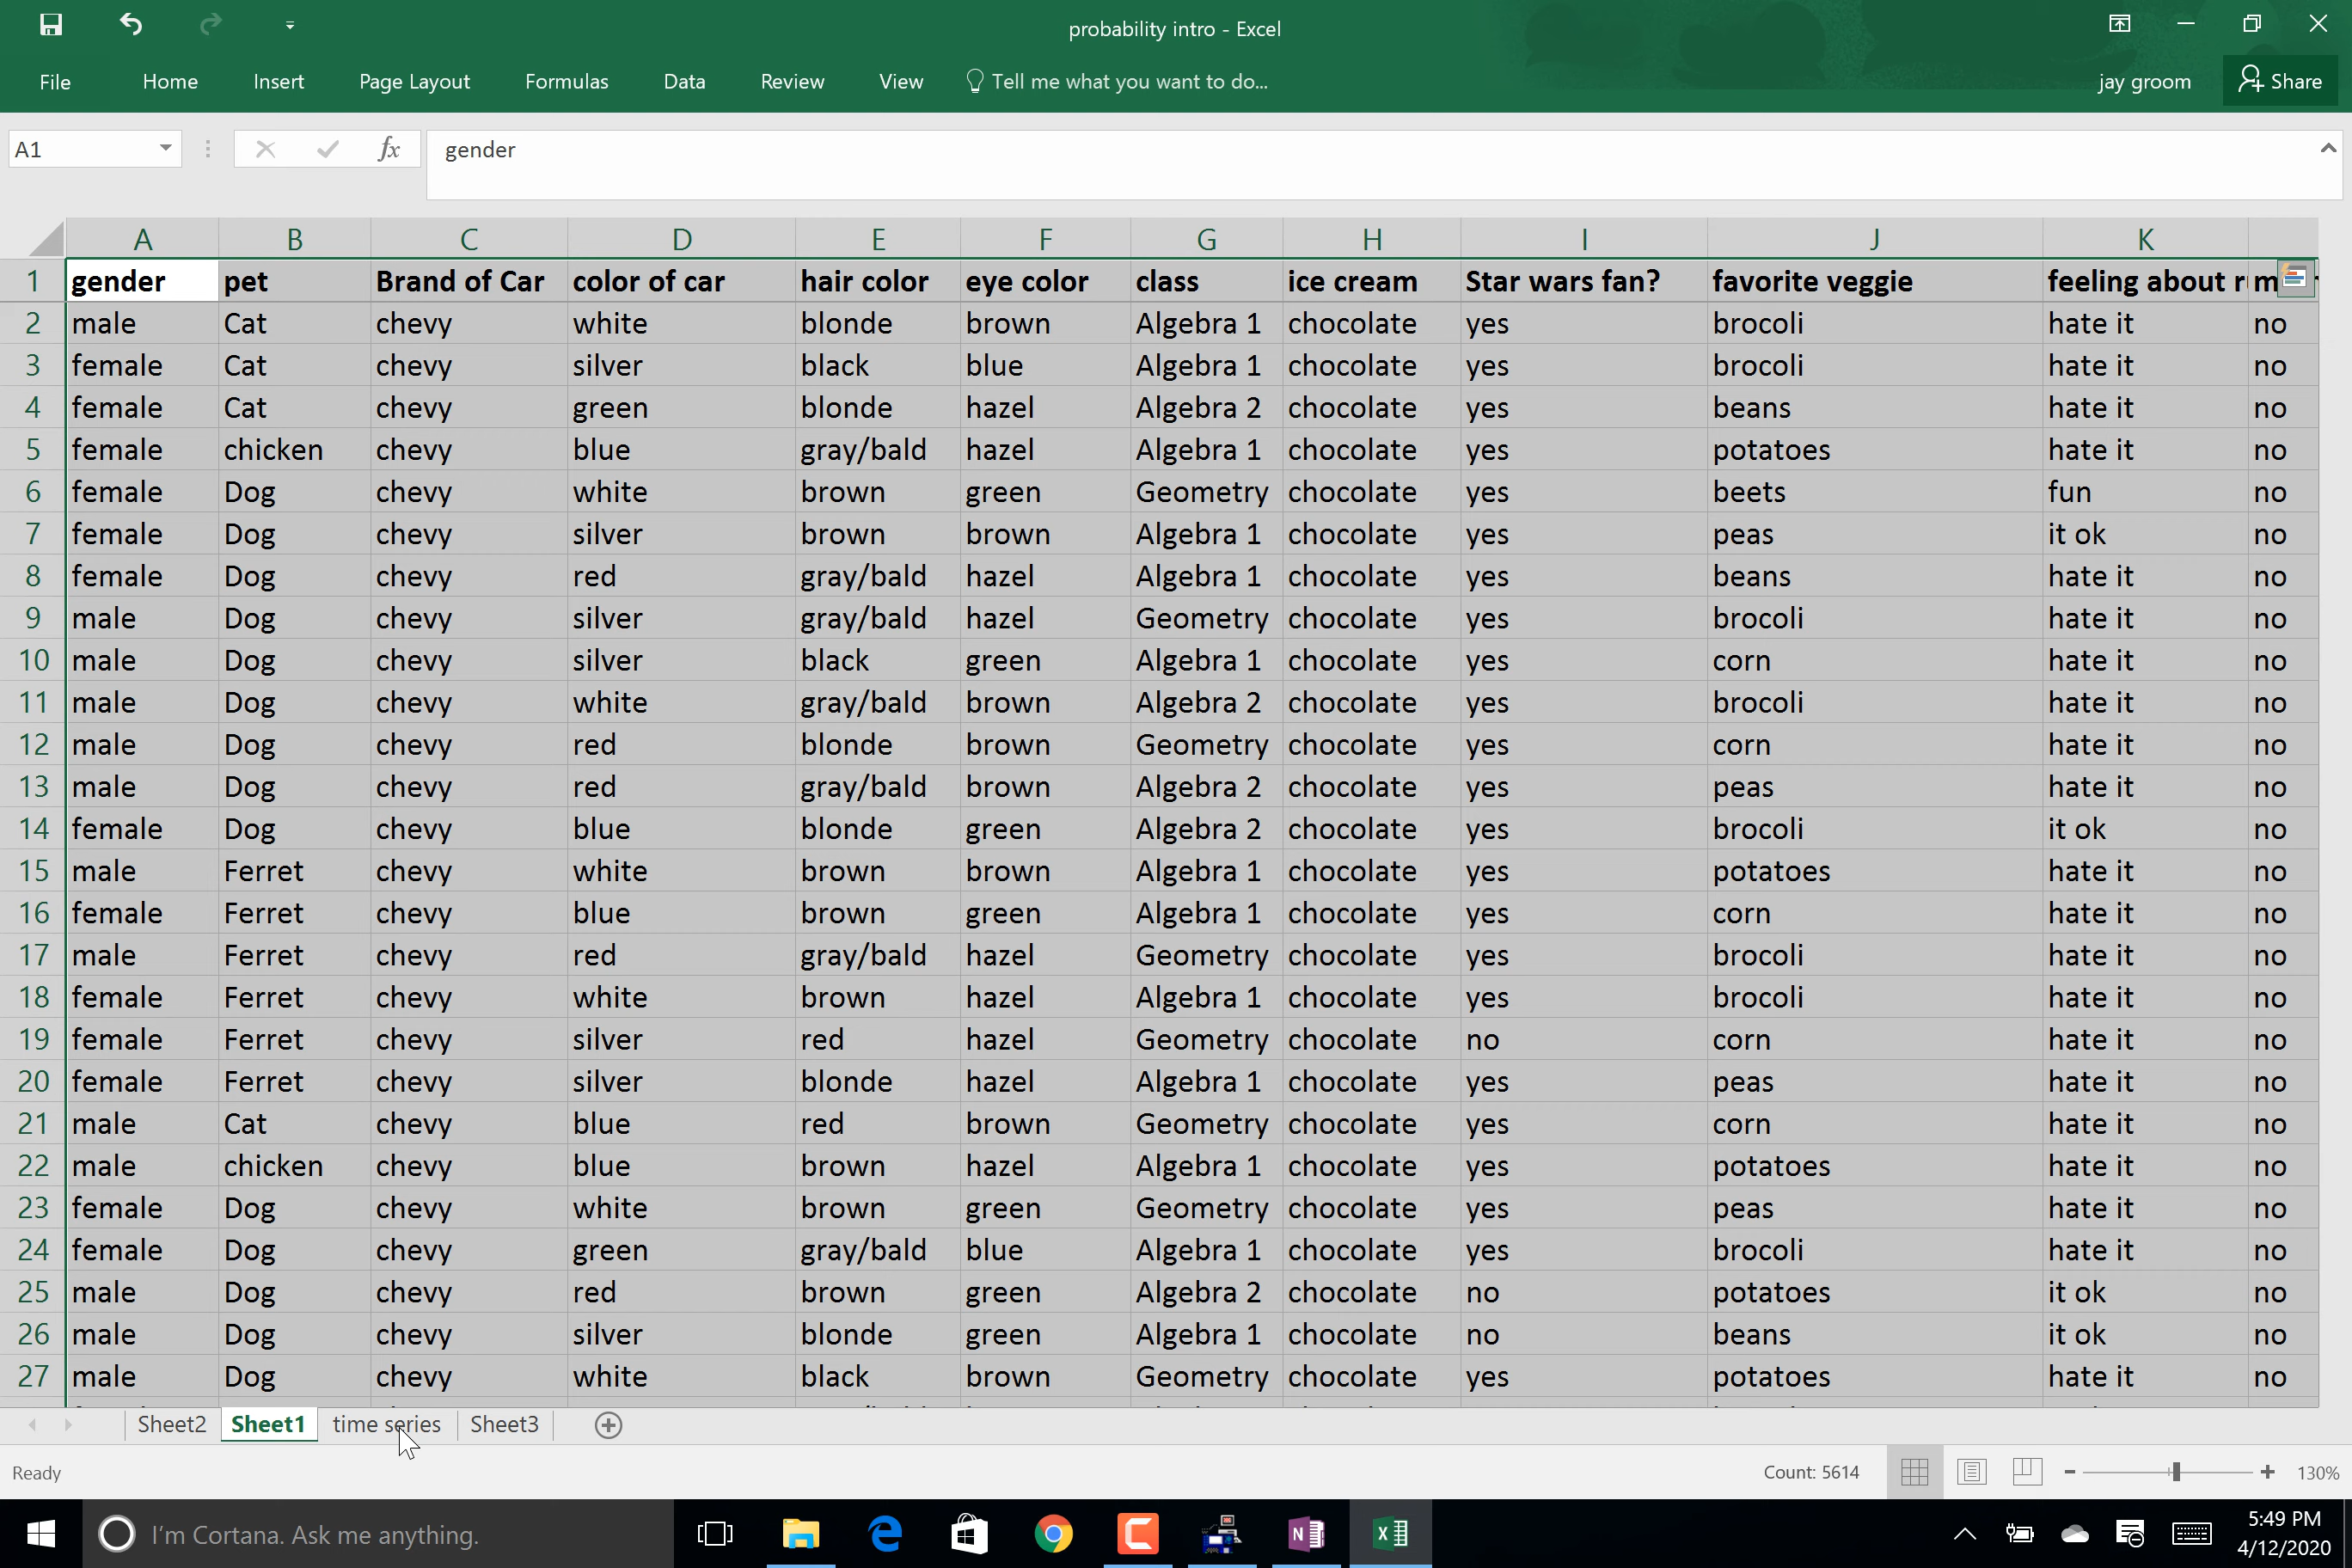 probability intro - Excel
File Home Insert Page Layout Formulas Data Review View Tell me what you want to do... jay groom Share
A1 fx gender
A B C D E F G H I J K
1 gender pet Brand of Car color of car hair color eye color class ice cream Star wars fan? favorite veggie feeling about
2 male Cat chevy white blonde brown Algebra 1 chocolate yes brocoli hate it no
3 female Cat chevy silver black blue Algebra 1 chocolate yes brocoli hate it no
4 female Cat chevy green blonde hazel Algebra 2 chocolate yes beans hate it no
5 female chicken chevy blue gray/bald hazel Algebra 1 chocolate yes potatoes hate it no
6 female Dog chevy white brown green Geometry chocolate yes beets fun no
7 female Dog chevy silver brown brown Algebra 1 chocolate yes peas it ok no
8 female Dog chevy red gray/bald hazel Algebra 1 chocolate yes beans hate it no
9 male Dog chevy silver gray/bald hazel Geometry chocolate yes brocoli hate it no
10 male Dog chevy silver black green Algebra 1 chocolate yes corn hate it no
11 male Dog chevy white gray/bald brown Algebra 2 chocolate yes brocoli hate it no
12 male Dog chevy red blonde brown Geometry chocolate yes corn hate it no
13 male Dog chevy red gray/bald brown Algebra 2 chocolate yes peas hate it no
14 female Dog chevy blue blonde green Algebra 2 chocolate yes brocoli it ok no
15 male Ferret chevy white brown brown Algebra 1 chocolate yes potatoes hate it no
16 female Ferret chevy blue brown green Algebra 1 chocolate yes corn hate it no
17 male Ferret chevy red gray/bald hazel Geometry chocolate yes brocoli hate it no
18 female Ferret chevy white brown hazel Algebra 1 chocolate yes brocoli hate it no
19 female Ferret chevy silver red hazel Geometry chocolate no corn hate it no
20 female Ferret chevy silver blonde hazel Algebra 1 chocolate yes peas hate it no
21 male Cat chevy blue red brown Geometry chocolate yes corn hate it no
22 male chicken chevy blue brown hazel Algebra 1 chocolate yes potatoes hate it no
23 female Dog chevy white brown green Geometry chocolate yes peas hate it no
24 female Dog chevy green gray/bald blue Algebra 1 chocolate yes brocoli hate it no
25 male Dog chevy red brown green Algebra 2 chocolate no potatoes it ok no
26 male Dog chevy silver blonde green Algebra 1 chocolate no beans it ok no
27 male Dog chevy white black brown Geometry chocolate yes potatoes hate it no
Sheet2 Sheet1 time series Sheet3
Ready Count: 5614 130%
I'm Cortana. Ask me anything. 5:49 PM
4/12/2020